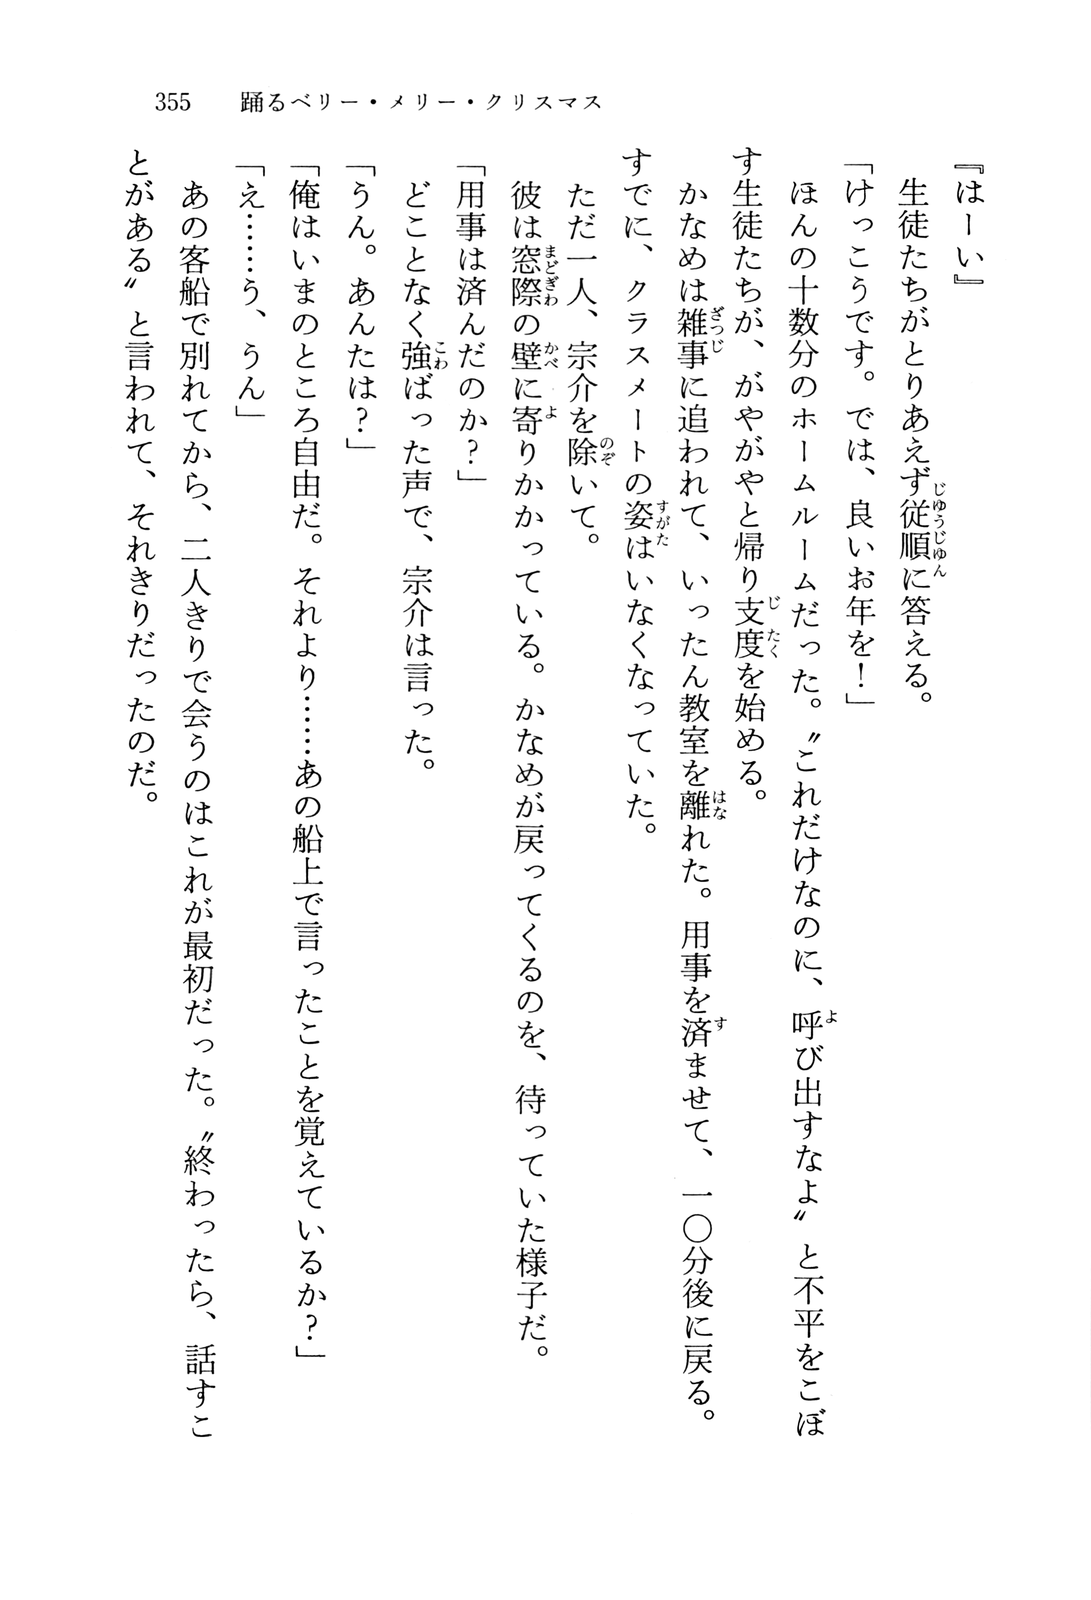 355　踊るベリー・メリー・クリスマス
『はーい』
　生徒たちがとりあえず従順に答える。
「けっこうです。では、良いお年を！」
　ほんの十数分のホームルームだった。〝これだけなのに、呼び出すなよ〟と不平をこぼ
す生徒たちが、がやがやと帰り支度を始める。
　かなめは雑事に追われて、いったん教室を離れた。用事を済ませて、一〇分後に戻る。
すでに、クラスメートの姿はいなくなっていた。
　ただ一人、宗介を除いて。
　彼は窓際の壁に寄りかかっている。かなめが戻ってくるのを、待っていた様子だ。
「用事は済んだのか？」
　どことなく強ばった声で、宗介は言った。
「うん。あんたは？」
「俺はいまのところ自由だ。それより……あの船上で言ったことを覚えているか？」
「え……う、うん」
　あの客船で別れてから、二人きりで会うのはこれが最初だった。〝終わったら、話すこ
とがある〟と言われて、それきりだったのだ。